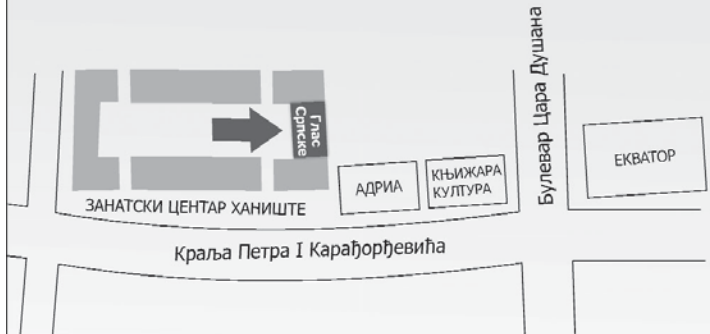 Булевар Цара Душана
Глас
Српске
ЕКВАТОР
АДРИА
КЊИЖАРА
КУЛТУРА
ЗАНАТСКИ ЦЕНТАР ХАНИШТЕ
Краља Петра I Карађорђевића